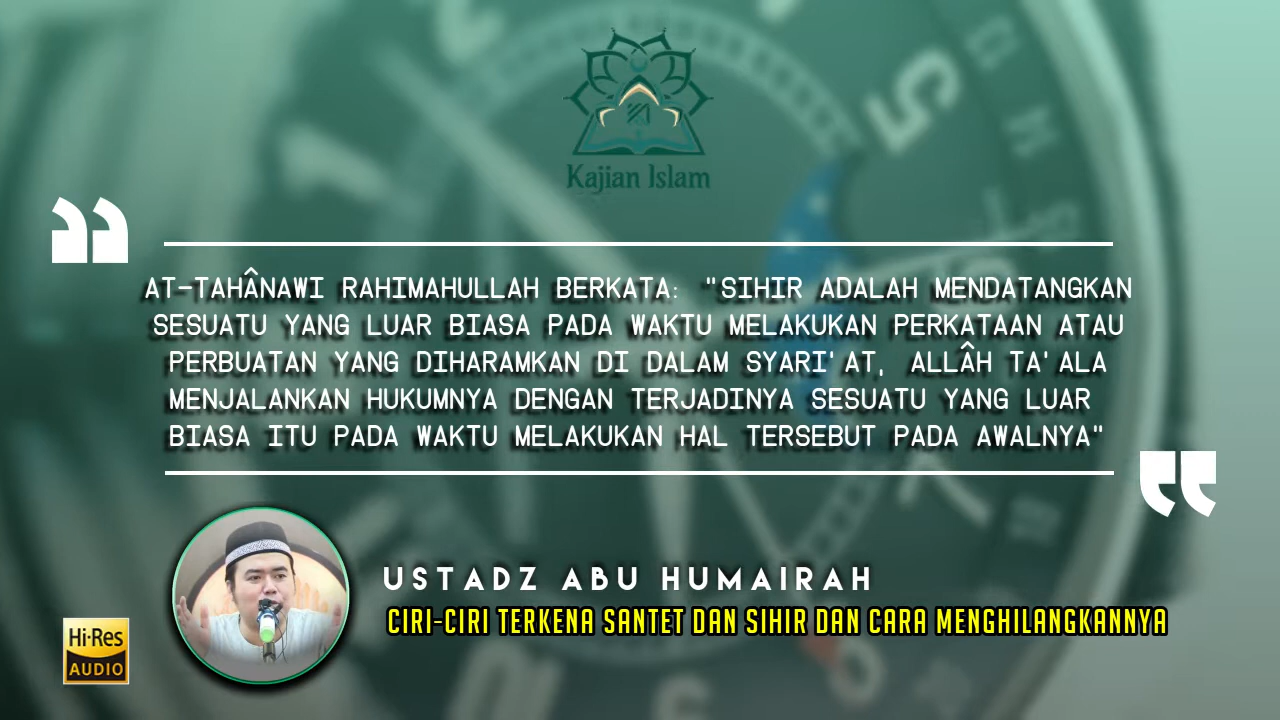 Kajian Islam
AT-TAHÂNAWI RAHIMAHULLAH BERKATA: "SIHIR ADALAH MENDATANGKAN
SESUATU YANG LUAR BIASA PADA WAKTU MELAKUKAN PERKATAAN ATAU
PERBUATAN YANG DIHARAMKAN DI DALAM SYARI'AT, ALLÂH TA'ALA
MENJALANKAN HUKUMNYA DENGAN TERJADINYA SESUATU YANG LUAR
BIASA ITU PADA WAKTU MELAKUKAN HAL TERSEBUT PADA AWALNYA"
USTADZ ABU HUMAIRAH
CIRI-CIRI TERKENA SANTET DAN SIHIR DAN CARA MENGHILANGKANNYA
Hi-Res
AUDIO